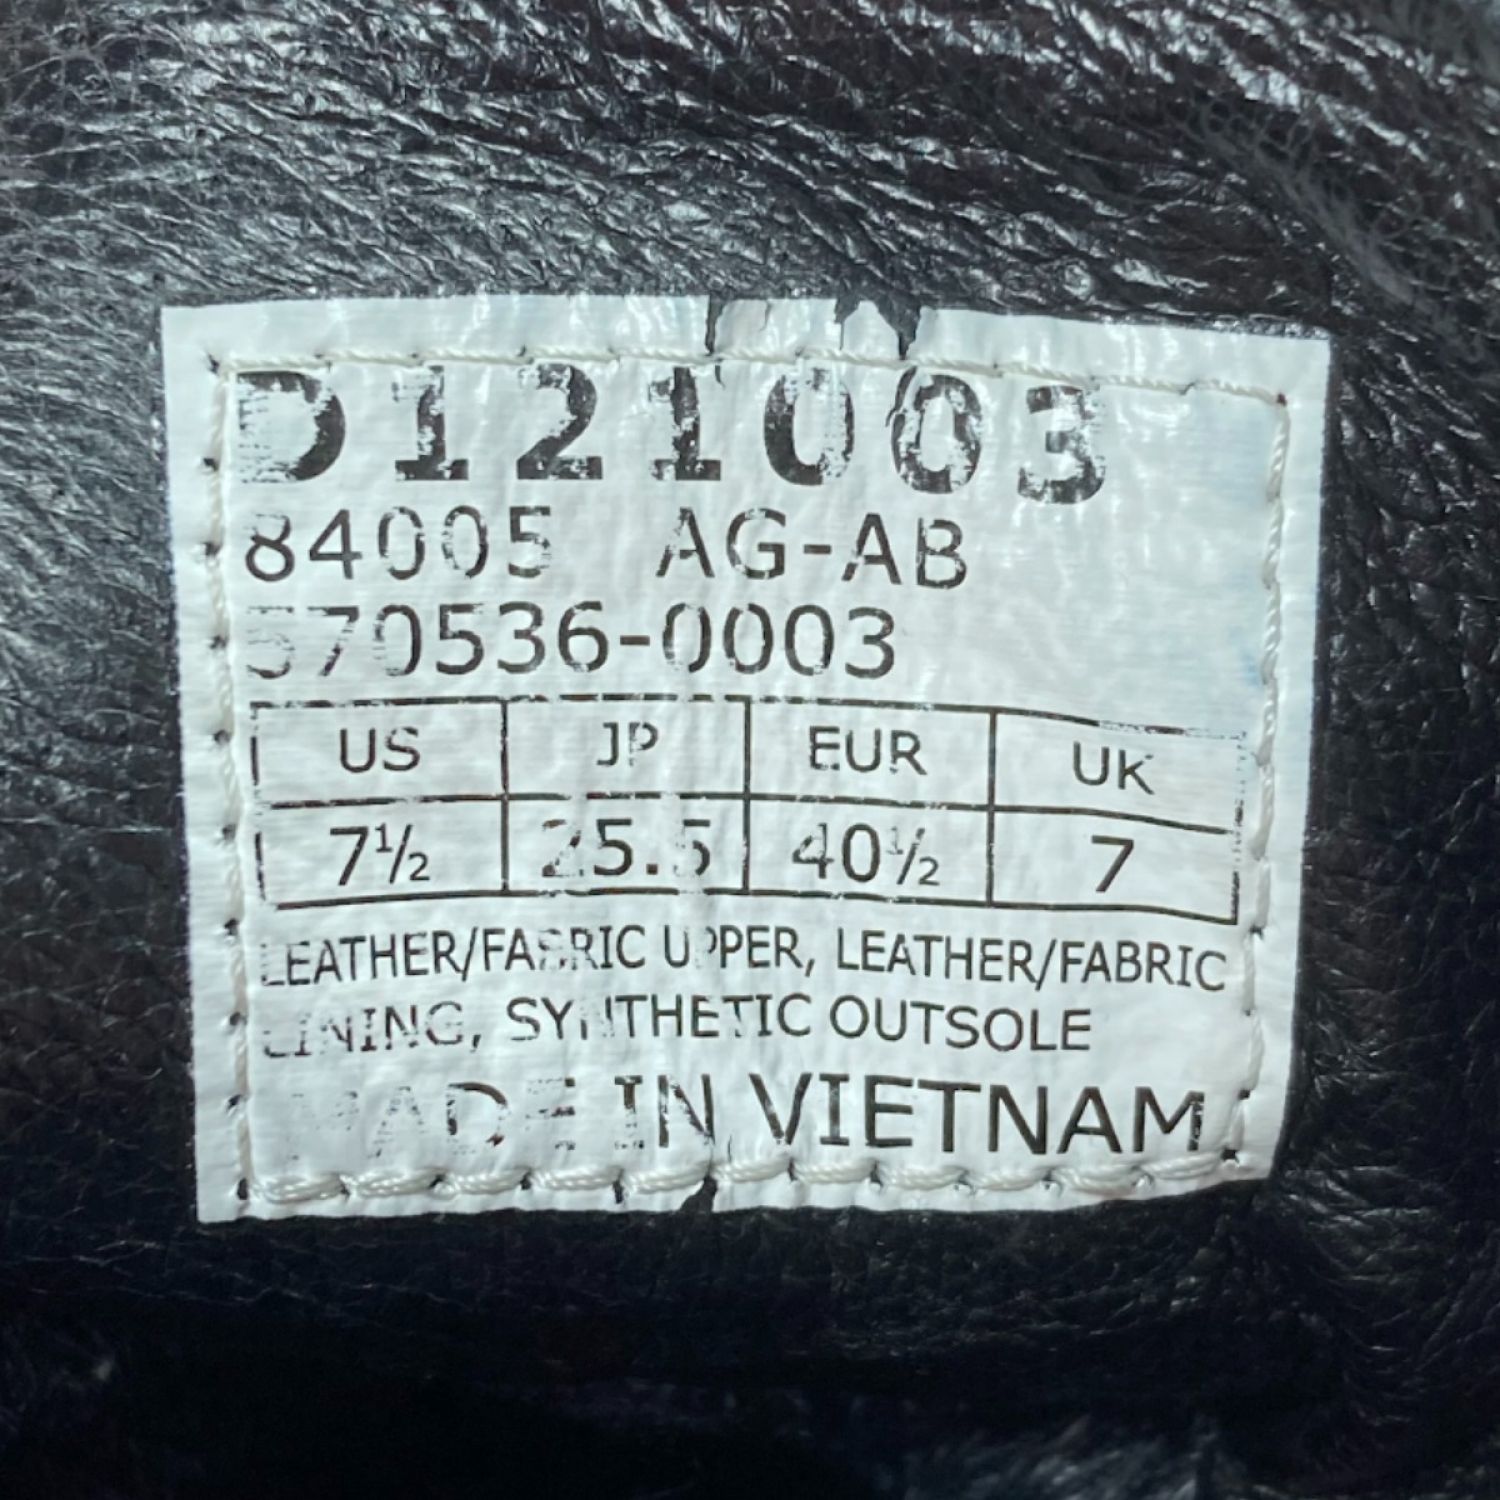 D121003
84005 AG-AB
570536-0003
US JP EUR UK
7½ 25.5 40½ 7
LEATHER/FABRIC UPPER, LEATHER/FABRIC
LINING, SYNTHETIC OUTSOLE
MADE IN VIETNAM